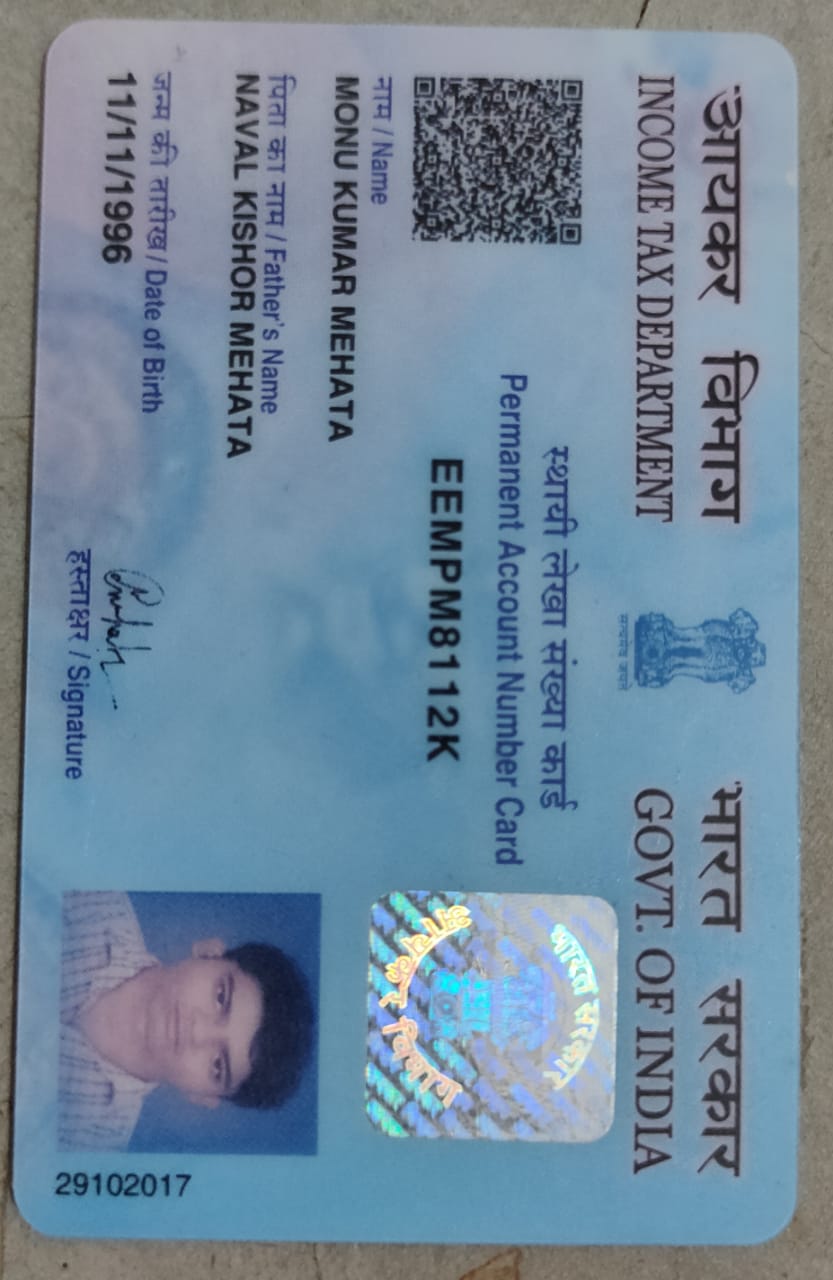 आयकर विभाग
INCOME TAX DEPARTMENT
सत्यमेव जयते
भारत सरकार
GOVT. OF INDIA
स्थायी लेखा संख्या कार्ड
Permanent Account Number Card
EEMPM8112K
नाम / Name
MONU KUMAR MEHATA
पिता का नाम / Father's Name
NAVAL KISHOR MEHATA
जन्म की तारीख / Date of Birth
11/11/1996
हस्ताक्षर / Signature
भारत सरकार
आयकर विभाग
29102017